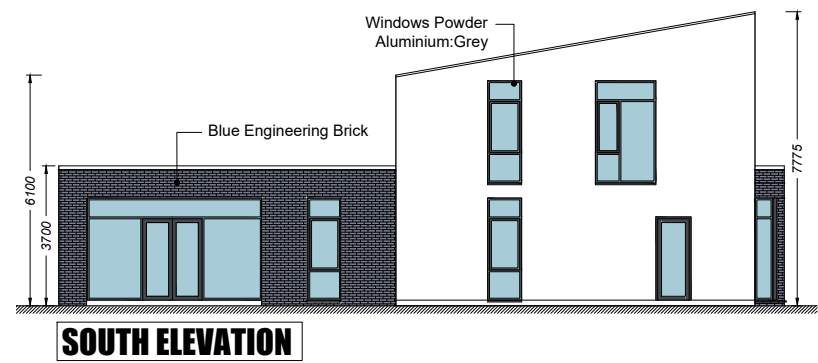 Windows Powder
Aluminium:Grey
Blue Engineering Brick
6100
3700
7775
SOUTH ELEVATION